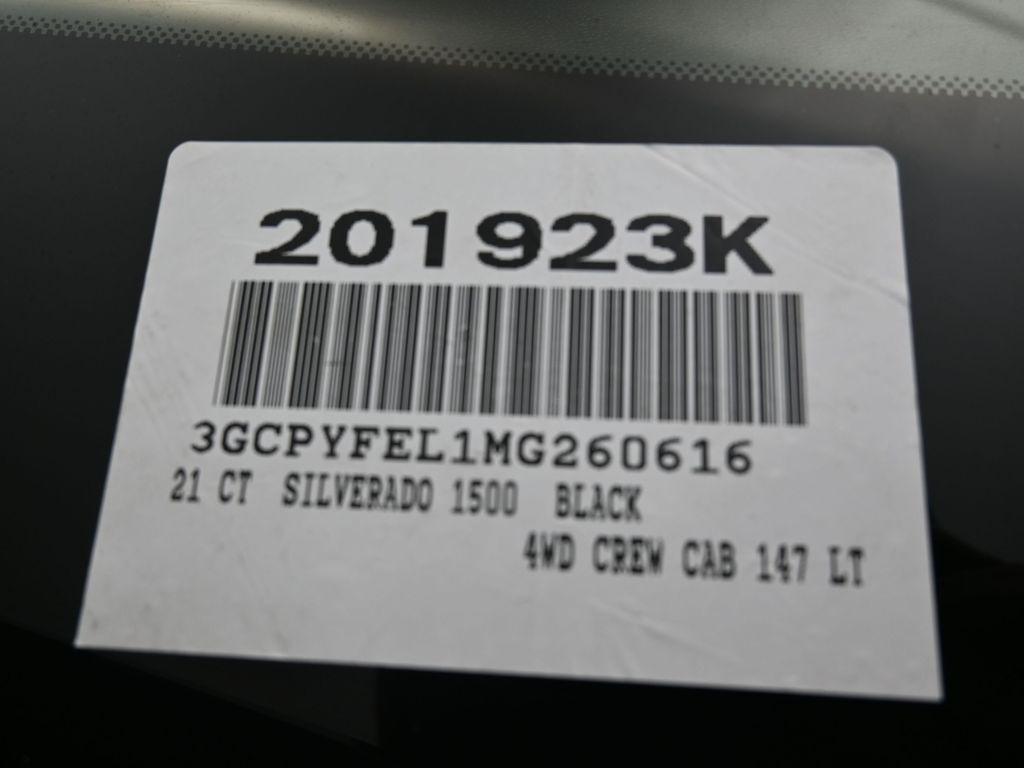 201923K
3GCPYFEL1MG260616
21 CT SILVERADO 1500 BLACK
4WD CREW CAB 147 LT